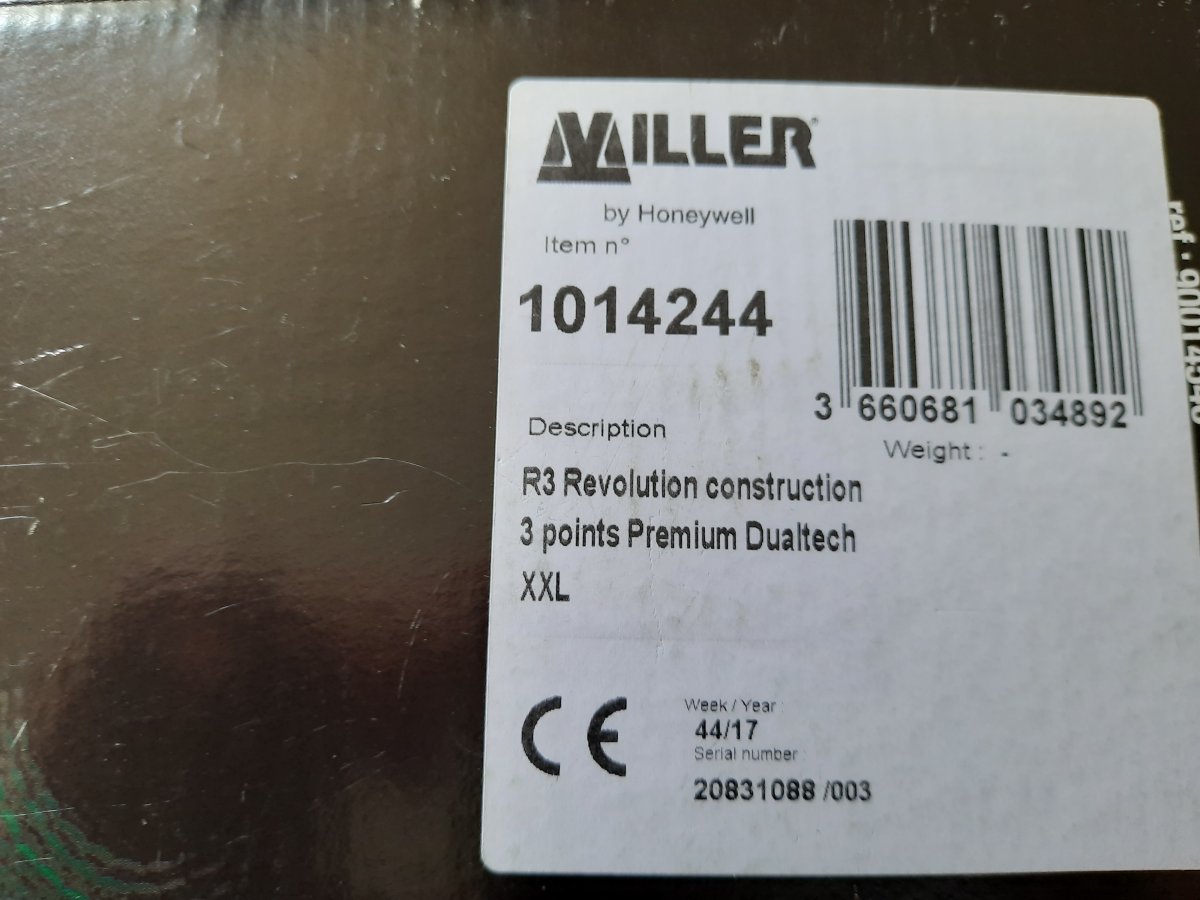 MILLER®
by Honeywell
Item n°
1014244
3 660681 034892
Description
Weight : -
R3 Revolution construction
3 points Premium Dualtech
XXL
CE
Week / Year :
44/17
Serial number :
20831088 /003
ref :